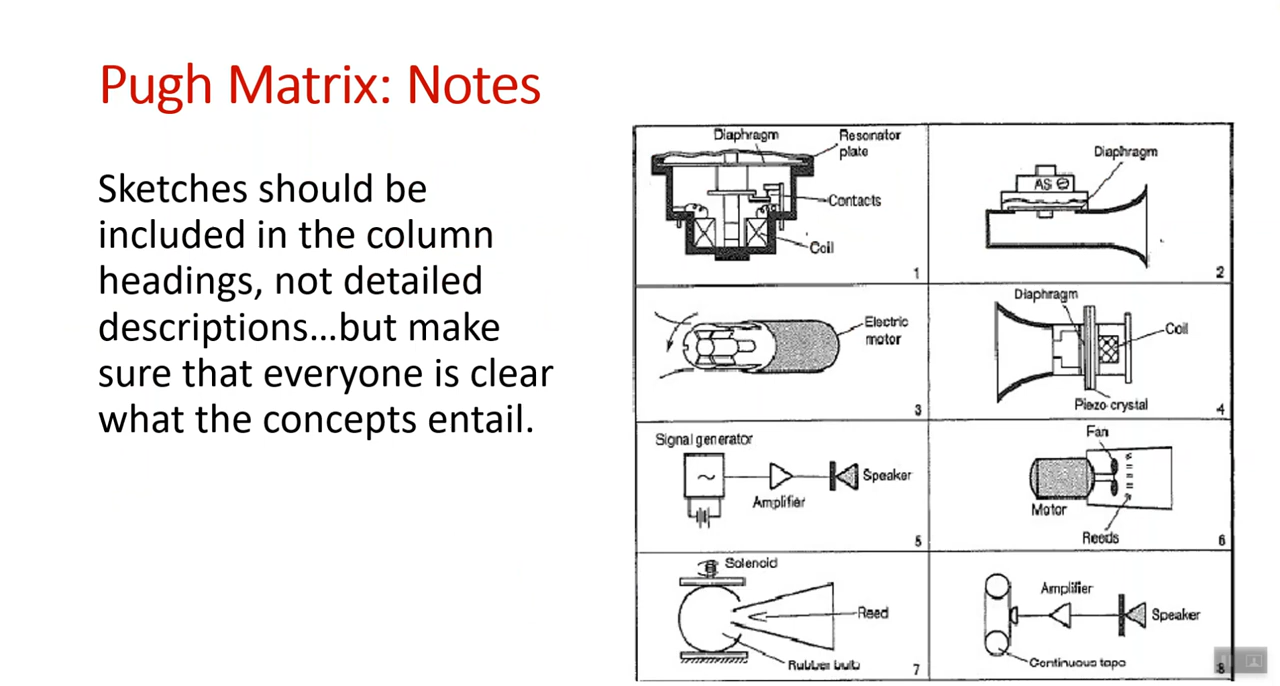 Pugh Matrix: Notes
Sketches should be
included in the column
headings, not detailed
descriptions...but make
sure that everyone is clear
what the concepts entail.
Diaphragm
Resonator
plate
Contacts
Coil
1
Diaphragm
AS
2
Electric
motor
3
Diaphragm
Coil
Piezo crystal
4
Signal generator
Speaker
Amplifier
5
Fan
Motor
Reeds
6
Solenoid
Reed
Rubber bulb
7
Amplifier
Speaker
Continuous tape
8